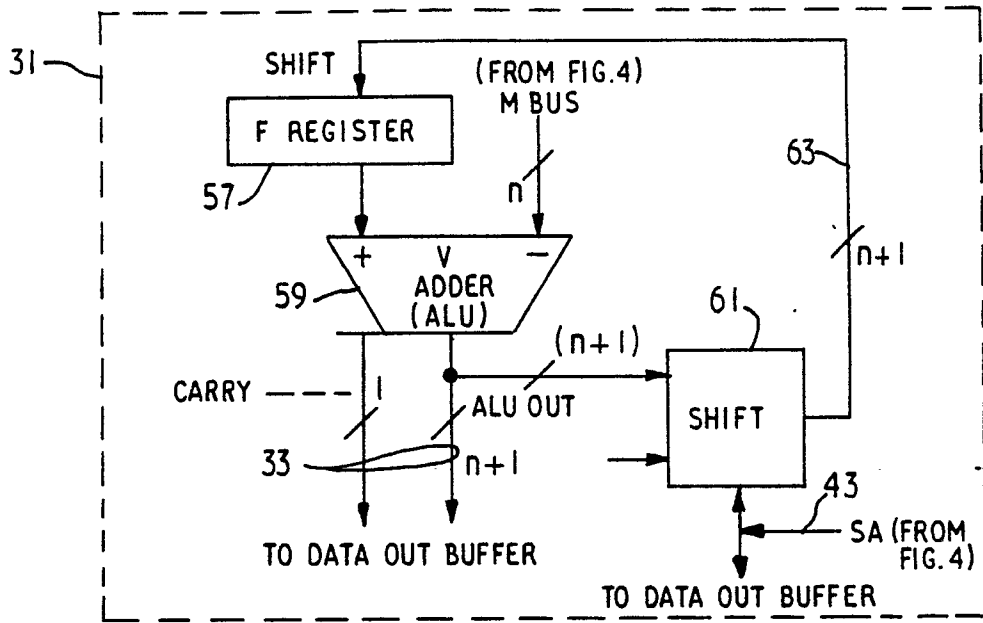 31
SHIFT
(FROM FIG.4)
M BUS
F REGISTER
57
n
63
n+1
+ V −
ADDER
(ALU)
59
61
(n+1)
CARRY
1
ALU OUT
SHIFT
33
n+1
43
SA (FROM
FIG.4)
TO DATA OUT BUFFER
TO DATA OUT BUFFER